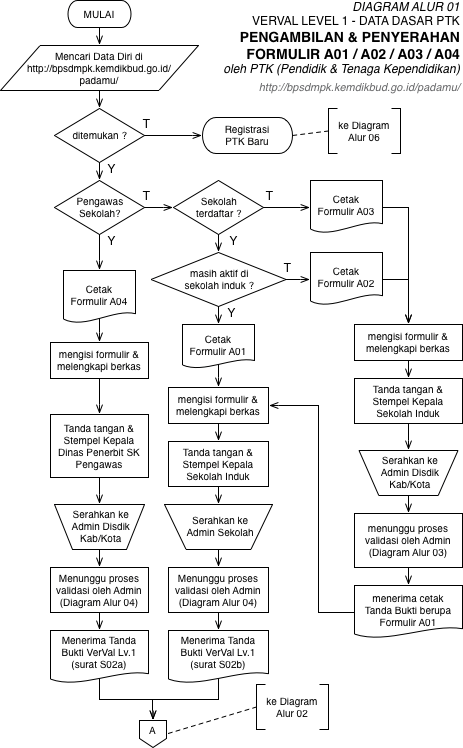 DIAGRAM ALUR 01
VERVAL LEVEL 1 - DATA DASAR PTK
PENGAMBILAN & PENYERAHAN
FORMULIR A01 / A02 / A03 / A04
oleh PTK (Pendidik & Tenaga Kependidikan)
http://bpsdmpk.kemdikbud.go.id/padamu/
MULAI
Mencari Data Diri di
http://bpsdmpk.kemdikbud.go.id/
padamu/
ditemukan ?
T
Y
Registrasi
PTK Baru
ke Diagram
Alur 06
Pengawas
Sekolah?
T
Y
Sekolah
terdaftar ?
T
Y
Cetak
Formulir A03
masih aktif di
sekolah induk ?
T
Y
Cetak
Formulir A02
Cetak
Formulir A04
mengisi formulir &
melengkapi berkas
Tanda tangan &
Stempel Kepala
Dinas Penerbit SK
Pengawas
Serahkan ke
Admin Disdik
Kab/Kota
Menunggu proses
validasi oleh Admin
(Diagram Alur 04)
Menerima Tanda
Bukti VerVal Lv.1
(surat S02a)
Cetak
Formulir A01
mengisi formulir &
melengkapi berkas
Tanda tangan &
Stempel Kepala
Sekolah Induk
Serahkan ke
Admin Sekolah
Menunggu proses
validasi oleh Admin
(Diagram Alur 04)
Menerima Tanda
Bukti VerVal Lv.1
(surat S02b)
mengisi formulir &
melengkapi berkas
Tanda tangan &
Stempel Kepala
Sekolah Induk
Serahkan ke
Admin Disdik
Kab/Kota
menunggu proses
validasi oleh Admin
(Diagram Alur 03)
menerima cetak
Tanda Bukti berupa
Formulir A01
A
ke Diagram
Alur 02